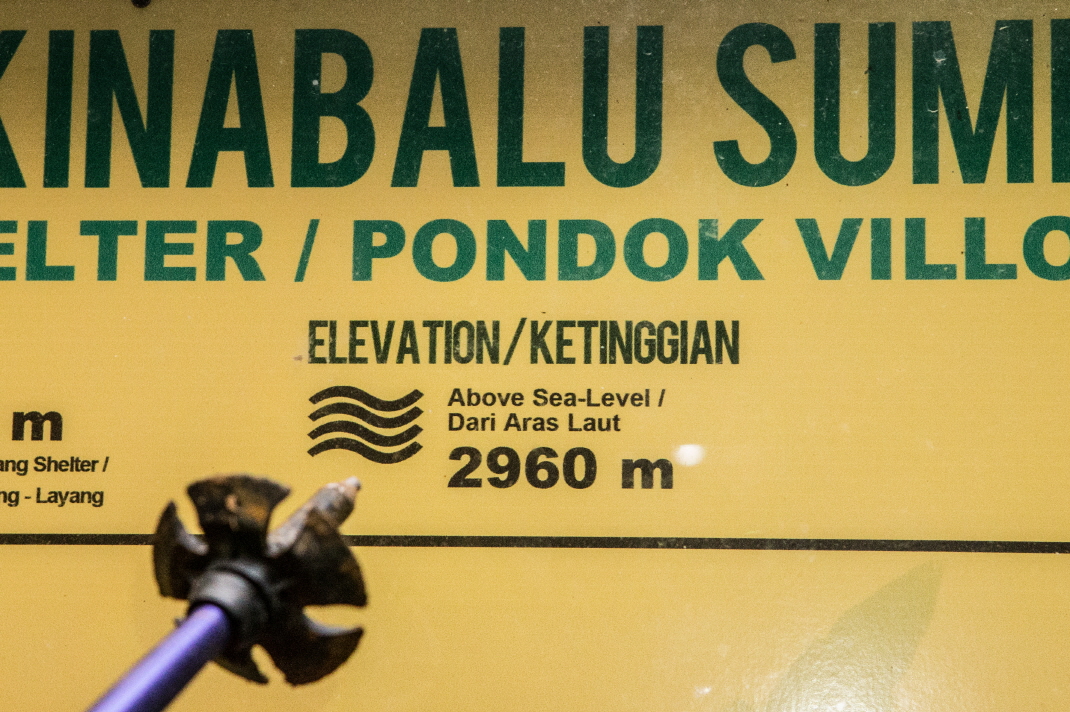 KINABALU SUM
ELTER / PONDOK VILLO
ELEVATION/KETINGGIAN
Above Sea-Level /
Dari Aras Laut
2960 m
m
ang Shelter /
ng - Layang